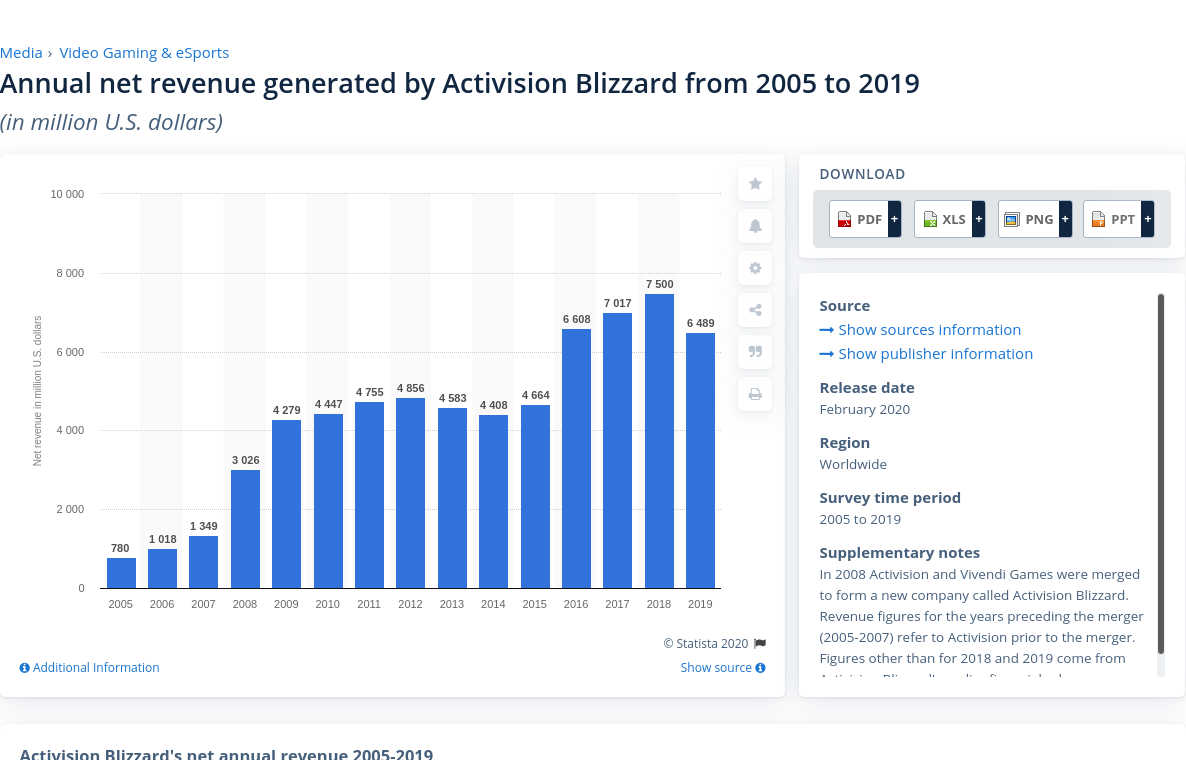 Media › Video Gaming & eSports
Annual net revenue generated by Activision Blizzard from 2005 to 2019
(in million U.S. dollars)
Net revenue in million U.S. dollars
10 000
8 000
6 000
4 000
2 000
0
780
1 018
1 349
3 026
4 279
4 447
4 755
4 856
4 583
4 408
4 664
6 608
7 017
7 500
6 489
2005 2006 2007 2008 2009 2010 2011 2012 2013 2014 2015 2016 2017 2018 2019
© Statista 2020
Additional Information
Show source
DOWNLOAD
PDF + XLS + PNG + PPT +
Source
Show sources information
Show publisher information
Release date
February 2020
Region
Worldwide
Survey time period
2005 to 2019
Supplementary notes
In 2008 Activision and Vivendi Games were merged
to form a new company called Activision Blizzard.
Revenue figures for the years preceding the merger
(2005-2007) refer to Activision prior to the merger.
Figures other than for 2018 and 2019 come from
Activision Blizzard's net annual revenue 2005-2019